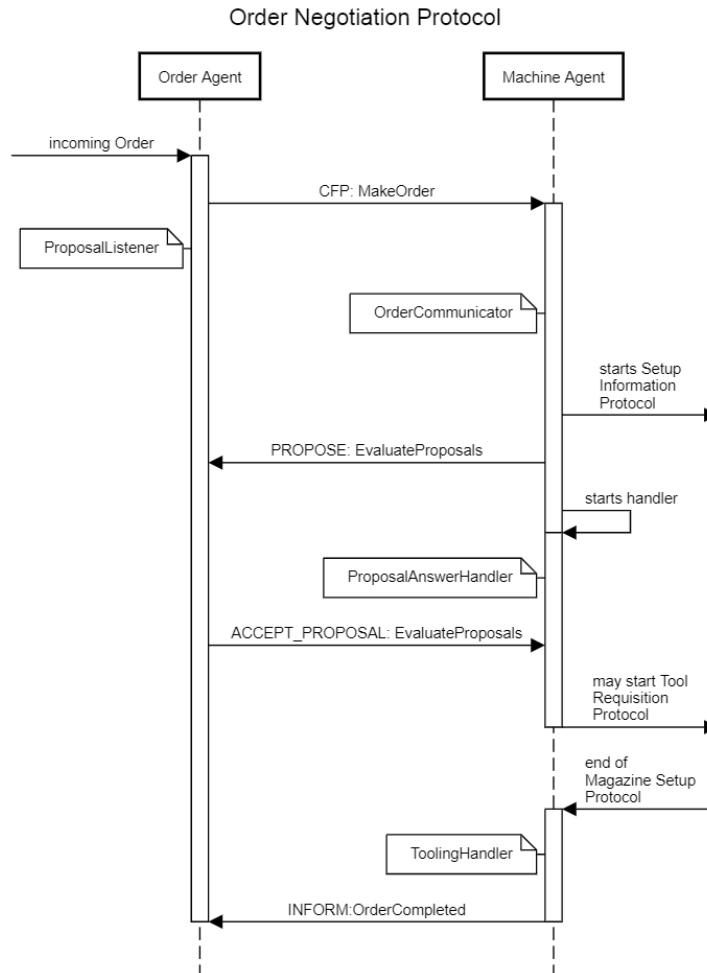 Order Negotiation Protocol
Order Agent
Machine Agent
incoming Order
CFP: MakeOrder
ProposalListener
OrderCommunicator
starts Setup
Information
Protocol
PROPOSE: EvaluateProposals
starts handler
ProposalAnswerHandler
ACCEPT_PROPOSAL: EvaluateProposals
may start Tool
Requisition
Protocol
end of
Magazine Setup
Protocol
ToolingHandler
INFORM:OrderCompleted